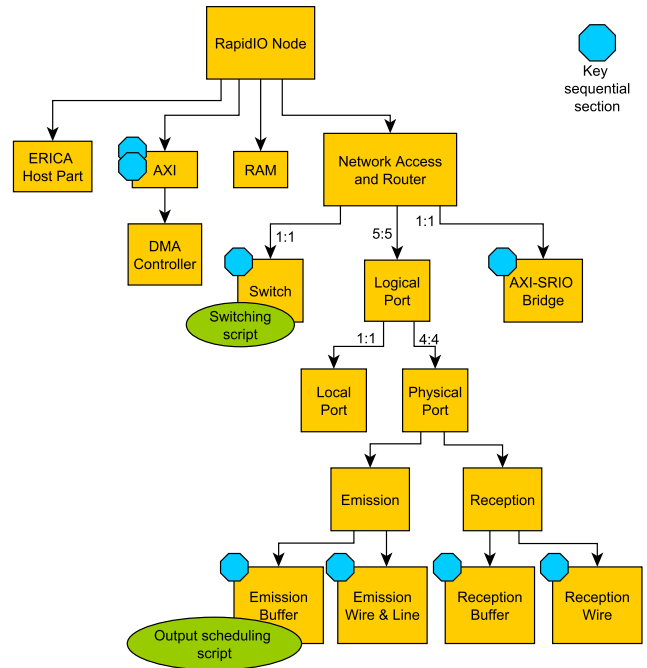 RapidIO Node
Key
sequential
section
ERICA
Host Part
AXI
RAM
Network Access
and Router
DMA
Controller
1:1
5:5
1:1
Switch
Switching
script
Logical
Port
AXI-SRIO
Bridge
1:1
4:4
Local
Port
Physical
Port
Emission
Reception
Emission
Buffer
Emission
Wire & Line
Reception
Buffer
Reception
Wire
Output scheduling
script